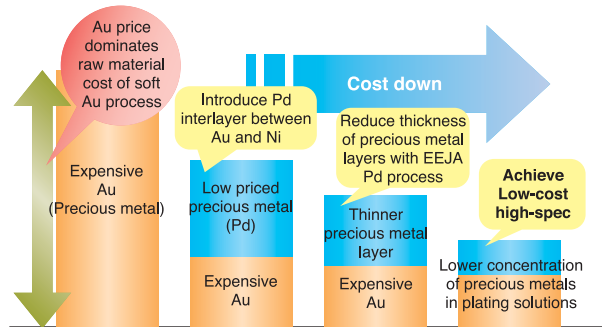 Au price
dominates
raw material
cost of soft
Au process
Cost down
Introduce Pd
interlayer between
Au and Ni
Reduce thickness
of precious metal
layers with EEJA
Pd process
Achieve
Low-cost
high-spec
Expensive
Au
(Precious metal)
Low priced
precious metal
(Pd)
Expensive
Au
Thinner
precious metal
layer
Expensive
Au
Lower concentration
of precious metals
in plating solutions